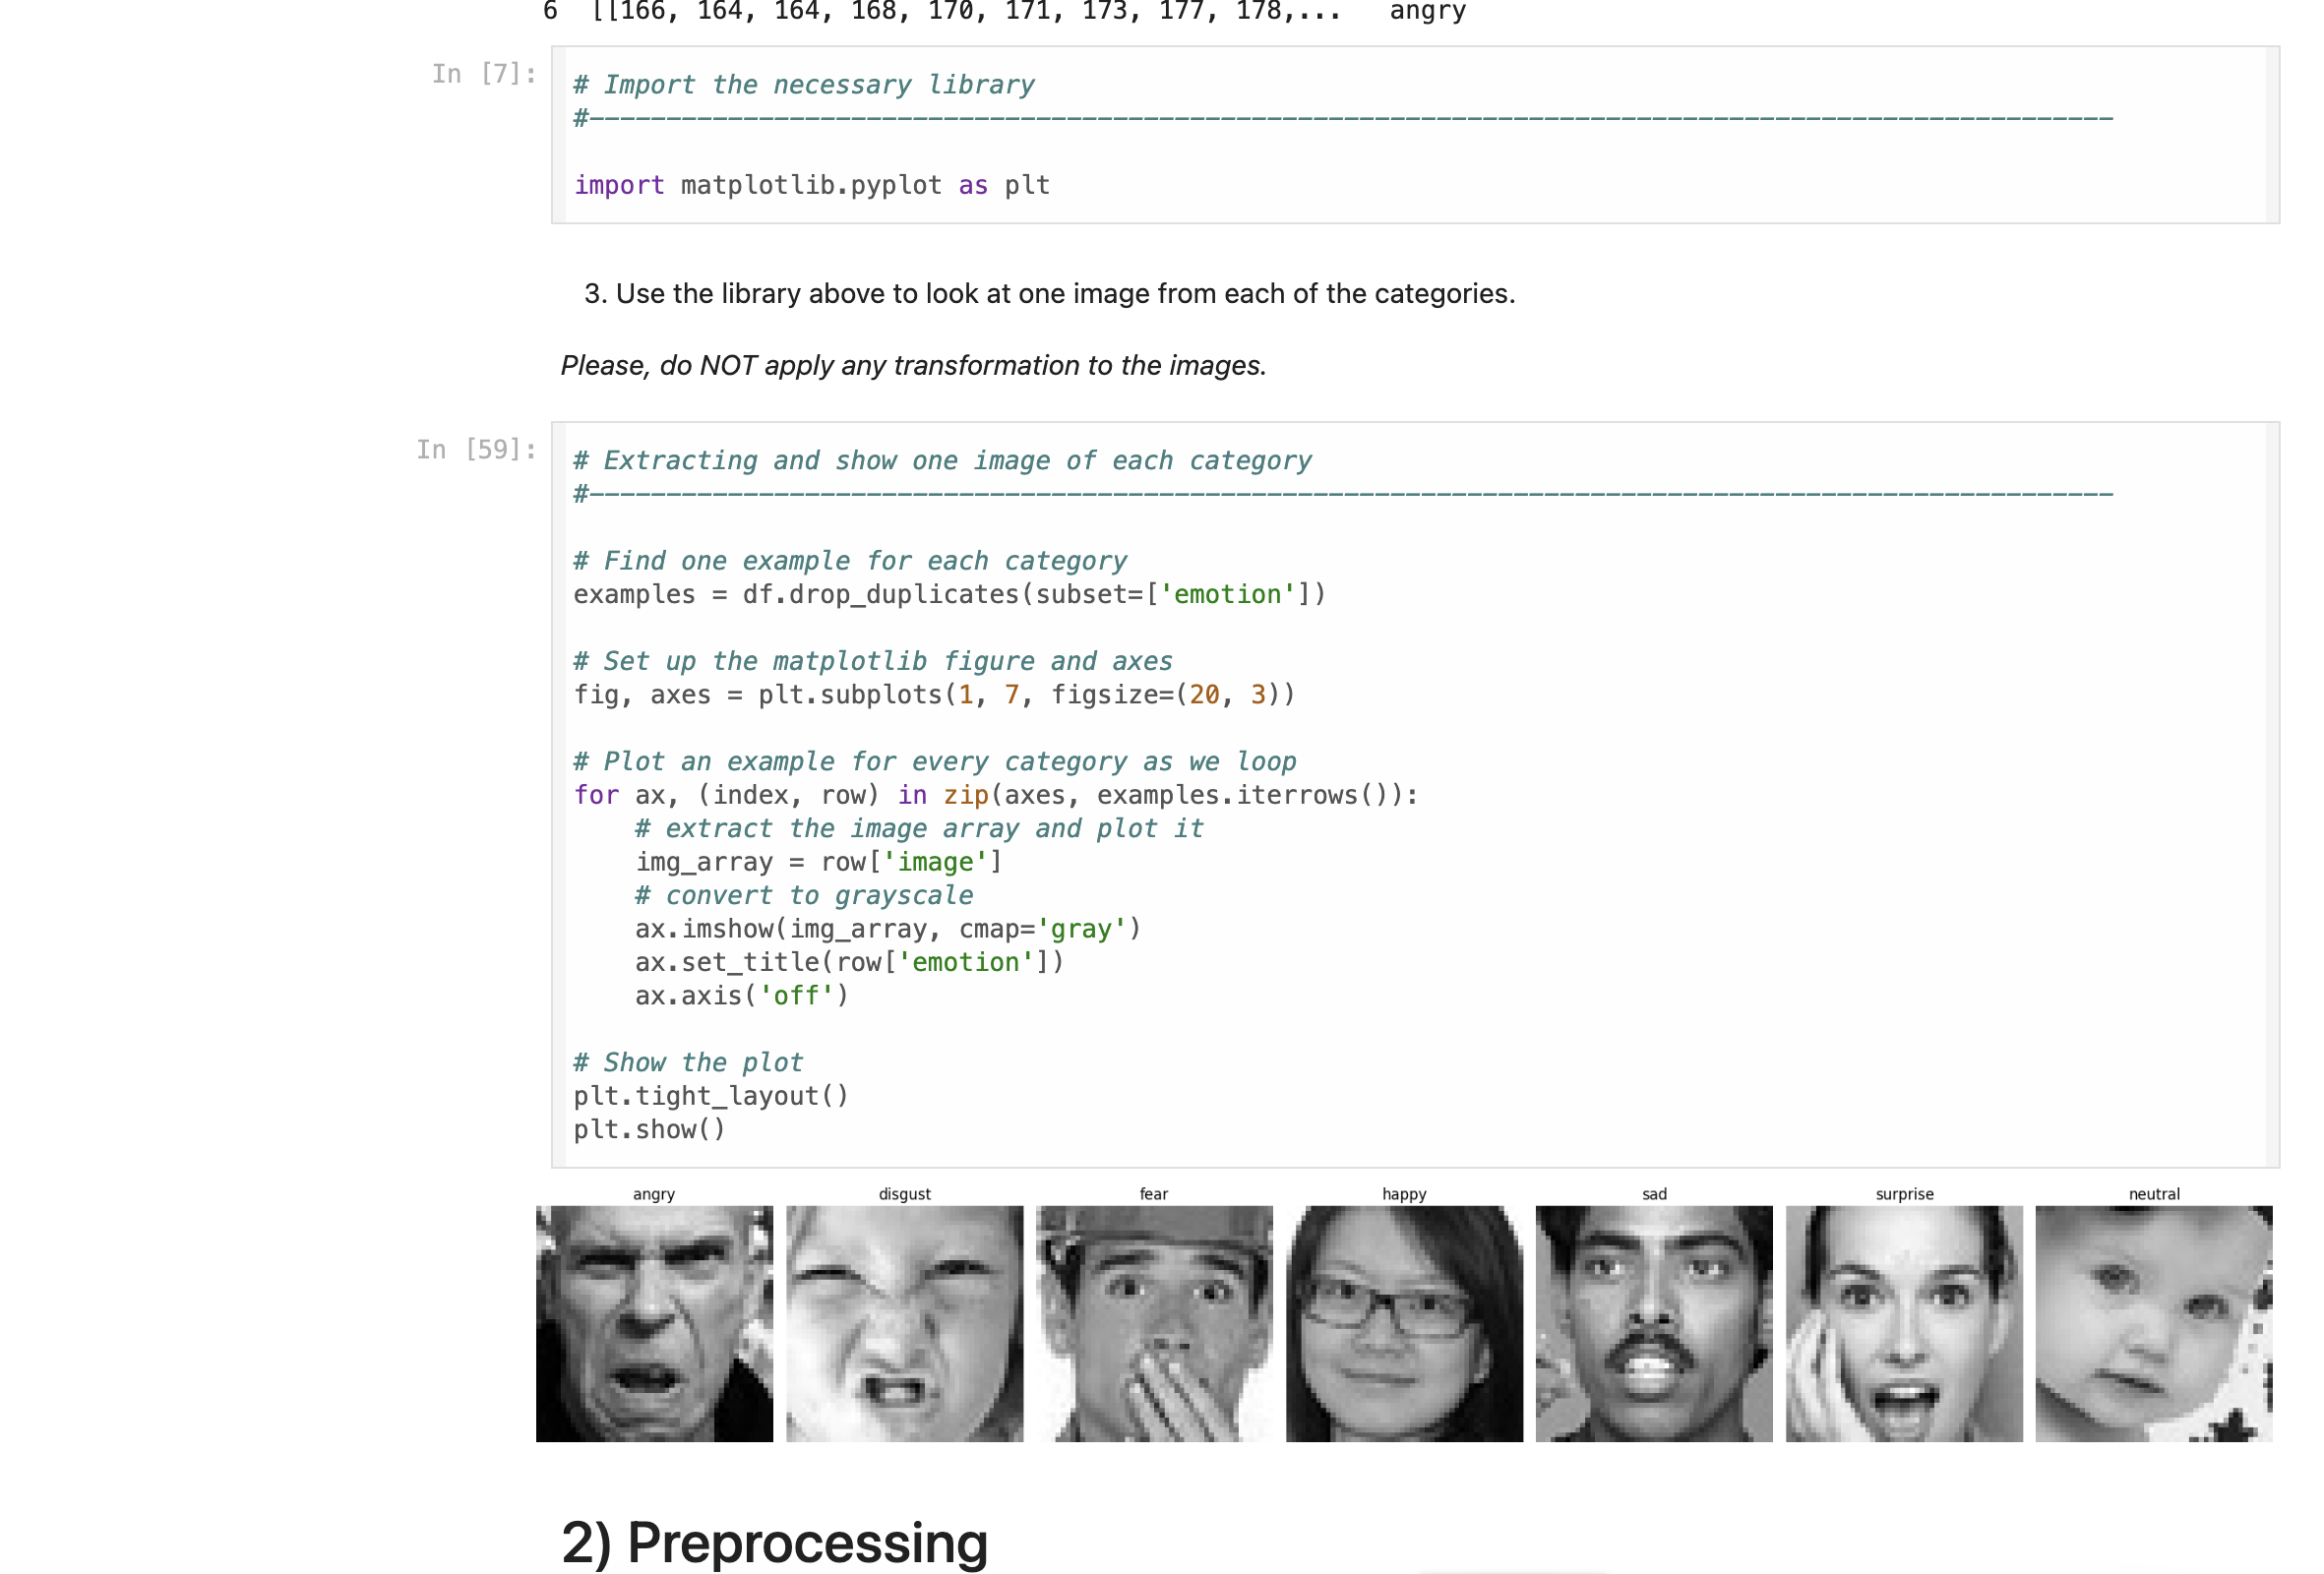 6  [[166, 164, 164, 168, 170, 171, 173, 177, 178,...   angry
In [7]:
# Import the necessary library
#---------------------------------------------------------------------------------------------------
import matplotlib.pyplot as plt
3. Use the library above to look at one image from each of the categories.
Please, do NOT apply any transformation to the images.
In [59]:
# Extracting and show one image of each category
#---------------------------------------------------------------------------------------------------
# Find one example for each category
examples = df.drop_duplicates(subset=['emotion'])
# Set up the matplotlib figure and axes
fig, axes = plt.subplots(1, 7, figsize=(20, 3))
# Plot an example for every category as we loop
for ax, (index, row) in zip(axes, examples.iterrows()):
    # extract the image array and plot it
    img_array = row['image']
    # convert to grayscale
    ax.imshow(img_array, cmap='gray')
    ax.set_title(row['emotion'])
    ax.axis('off')
# Show the plot
plt.tight_layout()
plt.show()
angry disgust fear happy sad surprise neutral
2) Preprocessing